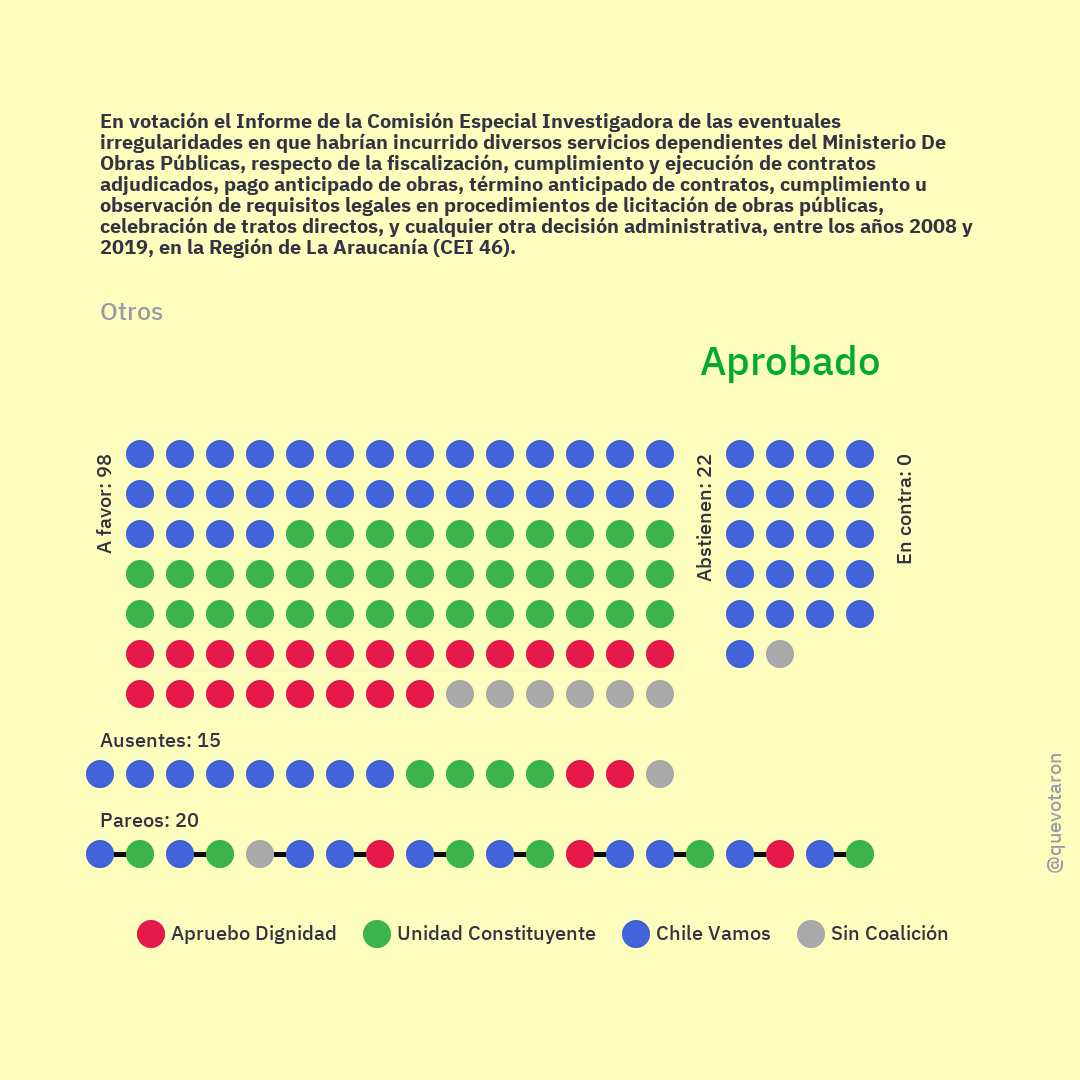 En votación el Informe de la Comisión Especial Investigadora de las eventuales
irregularidades en que habrían incurrido diversos servicios dependientes del Ministerio De
Obras Públicas, respecto de la fiscalización, cumplimiento y ejecución de contratos
adjudicados, pago anticipado de obras, término anticipado de contratos, cumplimiento u
observación de requisitos legales en procedimientos de licitación de obras públicas,
celebración de tratos directos, y cualquier otra decisión administrativa, entre los años 2008 y
2019, en la Región de La Araucanía (CEI 46).
Otros
Aprobado
A favor: 98
Abstienen: 22
En contra: 0
Ausentes: 15
Pareos: 20
@quevotaron
Apruebo Dignidad
Unidad Constituyente
Chile Vamos
Sin Coalición